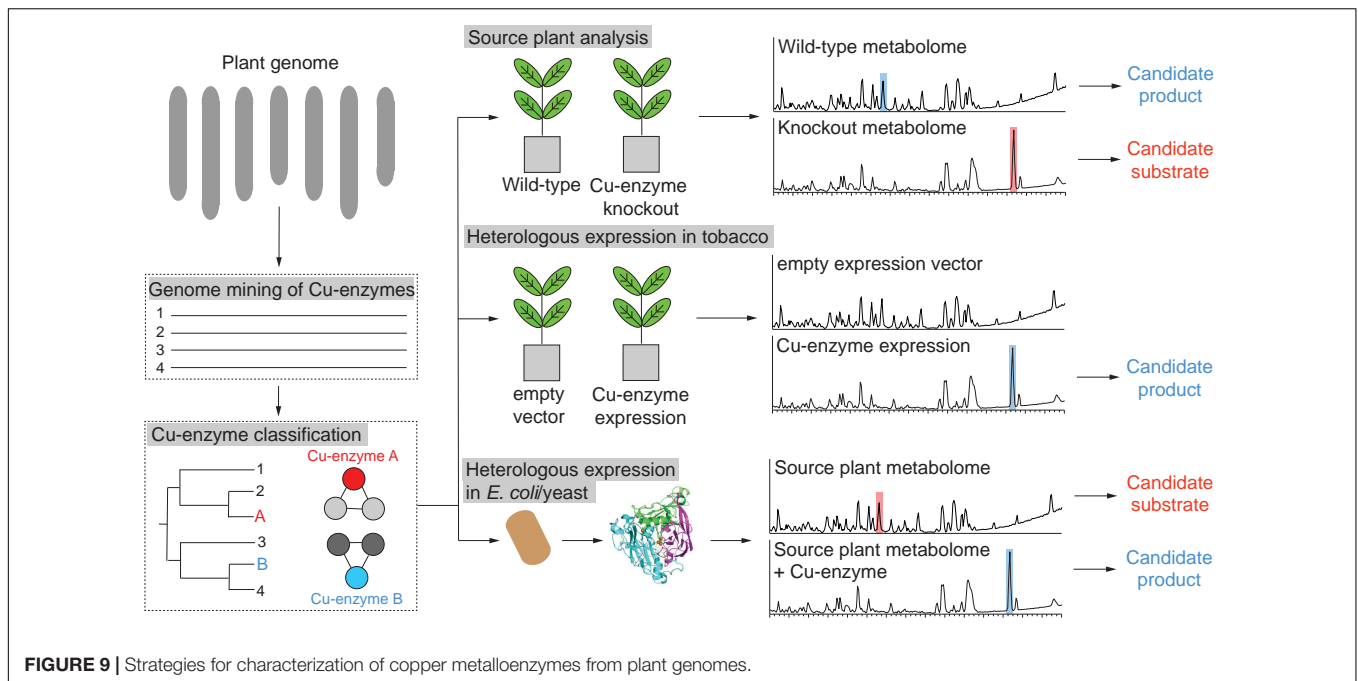 Plant genome
Genome mining of Cu-enzymes
1
2
3
4
Cu-enzyme classification
1
2
A
3
B
4
Cu-enzyme A
Cu-enzyme B
Source plant analysis
Wild-type
Cu-enzyme
knockout
Wild-type metabolome
Candidate
product
Knockout metabolome
Candidate
substrate
Heterologous expression in tobacco
empty
vector
Cu-enzyme
expression
empty expression vector
Cu-enzyme expression
Candidate
product
Heterologous expression
in E. coli/yeast
Source plant metabolome
Candidate
substrate
Source plant metabolome
+ Cu-enzyme
Candidate
product
FIGURE 9 | Strategies for characterization of copper metalloenzymes from plant genomes.